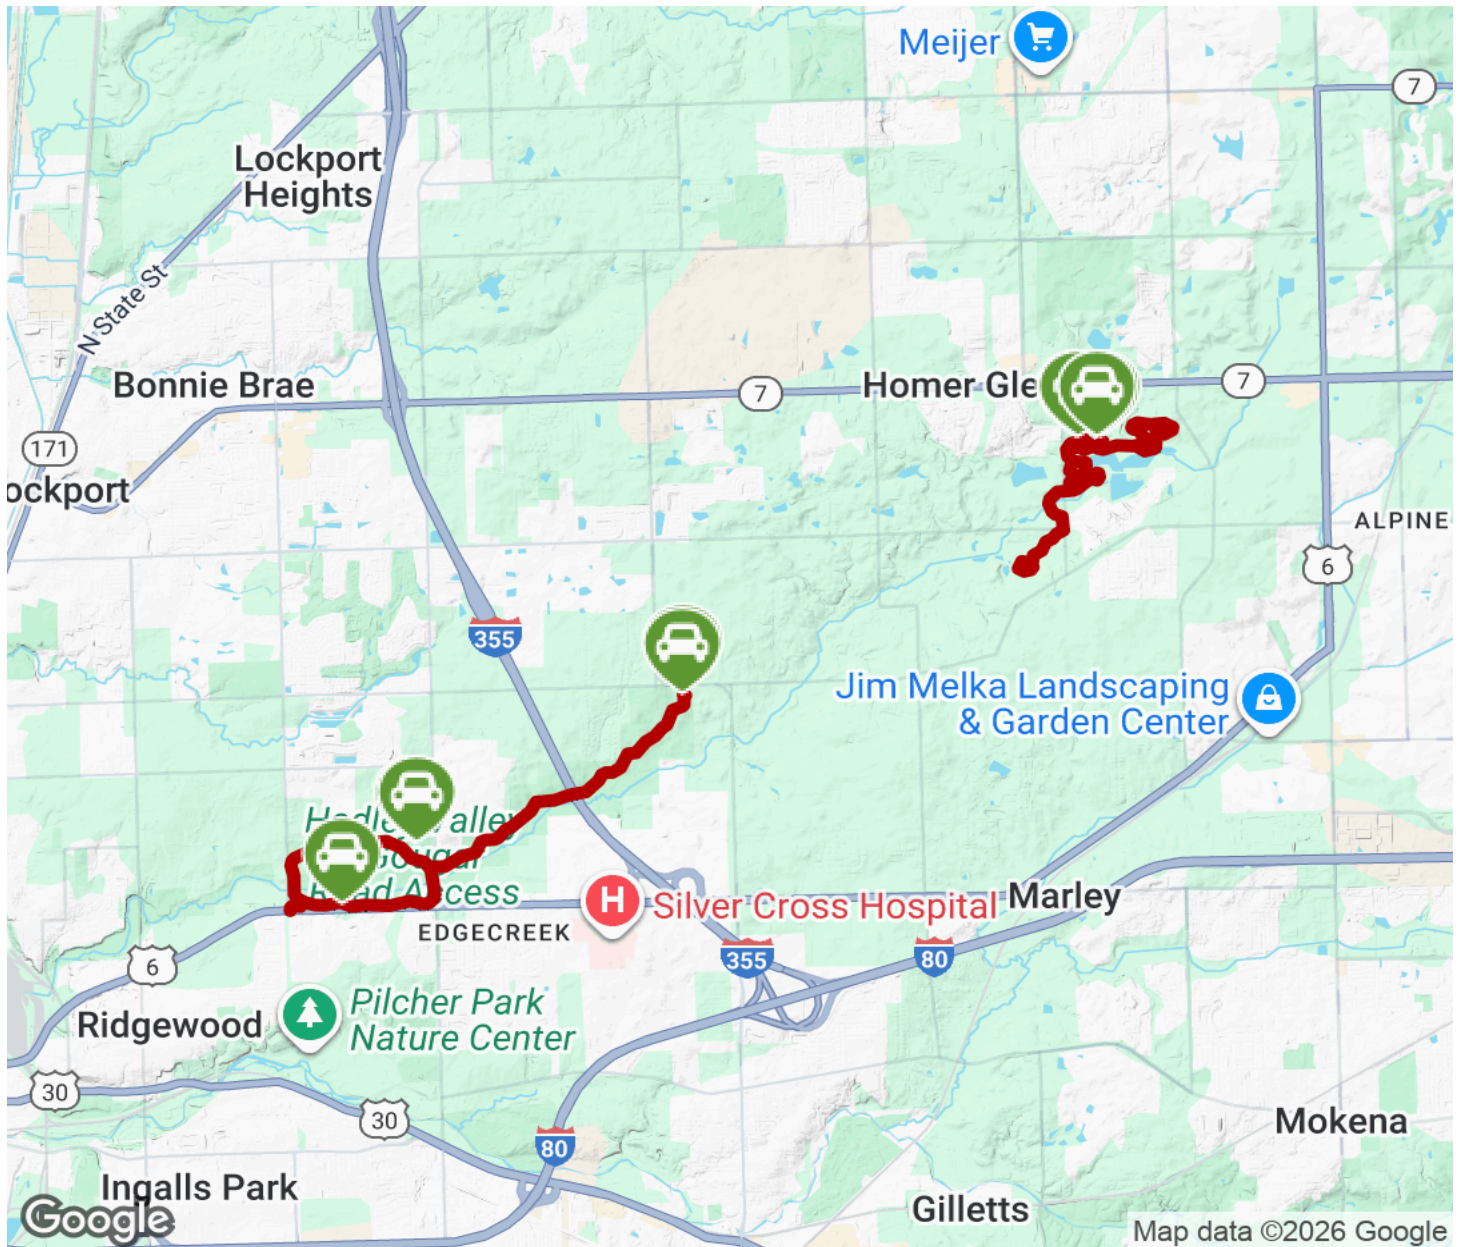 Meijer
7
Lockport
Heights
N State St
Bonnie Brae
7
Homer Gle
7
171
ockport
ALPINE
6
355
Jim Melka Landscaping
& Garden Center
H
Silver Cross Hospital
Marley
EDGECREEK
355
80
6
Pilcher Park
Nature Center
Ridgewood
30
30
80
Mokena
Ingalls Park
Gilletts
Google
Map data ©2026 Google